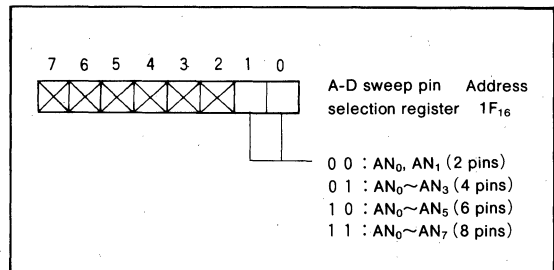 7 6 5 4 3 2 1 0
A-D sweep pin Address
selection register 1F₁₆
0 0 : AN₀, AN₁ (2 pins)
0 1 : AN₀~AN₃ (4 pins)
1 0 : AN₀~AN₅ (6 pins)
1 1 : AN₀~AN₇ (8 pins)